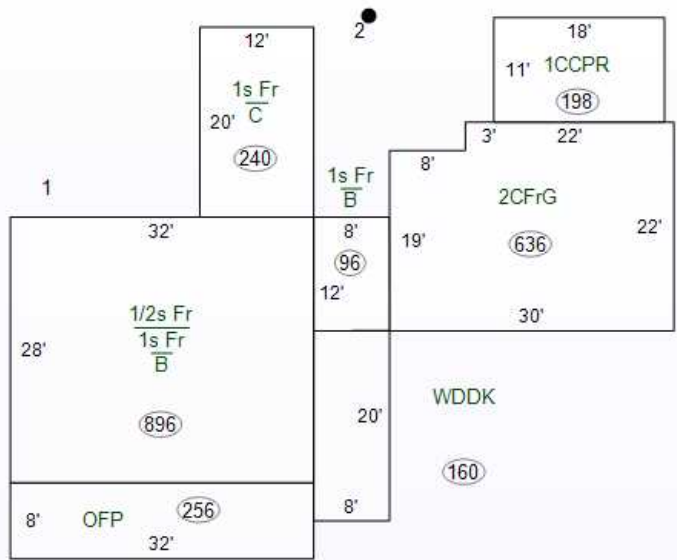 2
12'
18'
1s Fr
C
20'
240
11'
1CCPR
198
3'
22'
8'
1
1s Fr
B
2CFrG
32'
8'
19'
636
22'
96
12'
30'
1/2s Fr
1s Fr
B
28'
896
20'
WDDK
160
8'
8'
OFP
256
32'